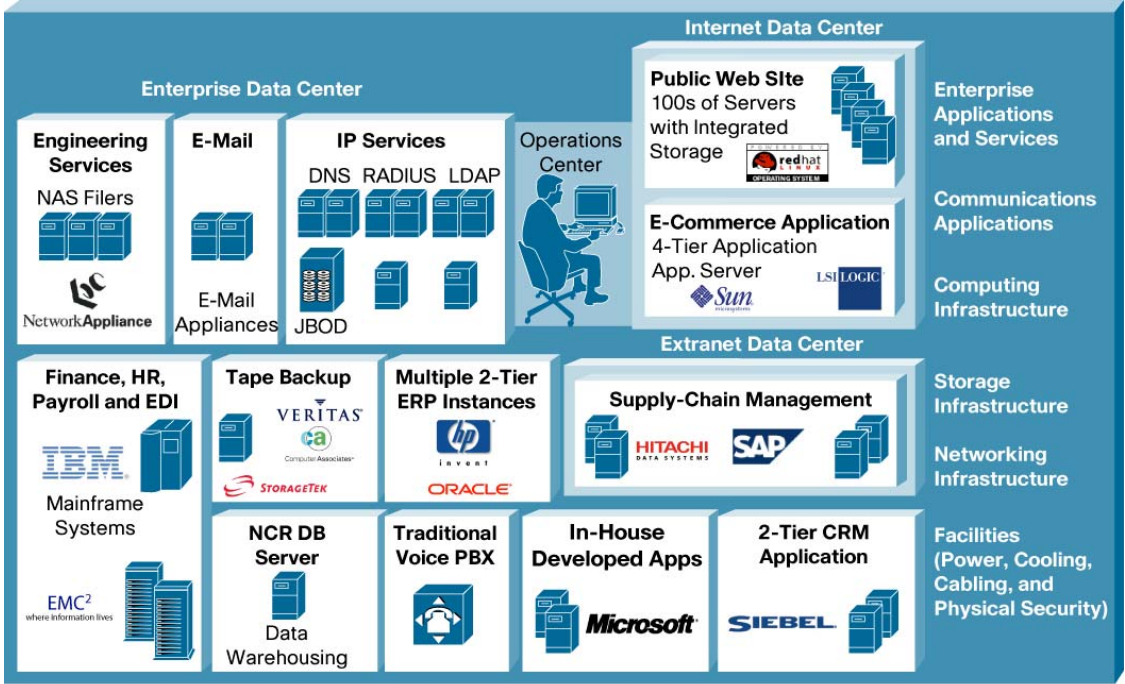 Internet Data Center
Enterprise Data Center
Engineering
Services
NAS Filers
NetworkAppliance
E-Mail
E-Mail
Appliances
IP Services
DNS RADIUS LDAP
JBOD
Operations
Center
Public Web SIte
100s of Servers
with Integrated
Storage
POWERED BY
redhat
LINUX
OPERATING SYSTEM
E-Commerce Application
4-Tier Application
App. Server
Sun
microsystems
LSI LOGIC
Enterprise
Applications
and Services
Communications
Applications
Computing
Infrastructure
Storage
Infrastructure
Networking
Infrastructure
Facilities
(Power, Cooling,
Cabling, and
Physical Security)
Extranet Data Center
Finance, HR,
Payroll and EDI
IBM
Mainframe
Systems
EMC²
where information lives
Tape Backup
VERITAS
ca
Computer Associates
STORAGETEK
Multiple 2-Tier
ERP Instances
hp
invent
ORACLE
Supply-Chain Management
HITACHI
DATA SYSTEMS
SAP
NCR DB
Server
Data
Warehousing
Traditional
Voice PBX
In-House
Developed Apps
Microsoft
2-Tier CRM
Application
SIEBEL